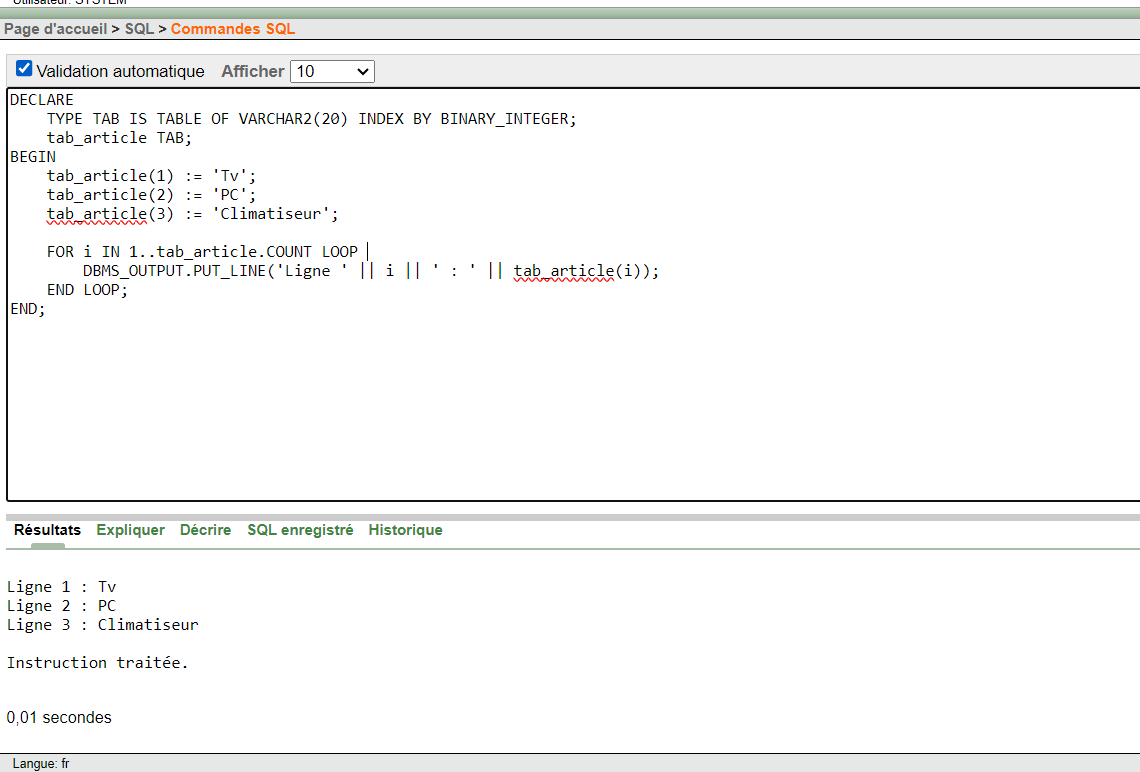 Utilisateur: SYSTEM
Page d'accueil > SQL > Commandes SQL
Validation automatique Afficher 10
DECLARE
    TYPE TAB IS TABLE OF VARCHAR2(20) INDEX BY BINARY_INTEGER;
    tab_article TAB;
BEGIN
    tab_article(1) := 'Tv';
    tab_article(2) := 'PC';
    tab_article(3) := 'Climatiseur';
    FOR i IN 1..tab_article.COUNT LOOP
        DBMS_OUTPUT.PUT_LINE('Ligne ' || i || ' : ' || tab_article(i));
    END LOOP;
END;
Résultats Expliquer Décrire SQL enregistré Historique
Ligne 1 : Tv
Ligne 2 : PC
Ligne 3 : Climatiseur
Instruction traitée.
0,01 secondes
Langue: fr